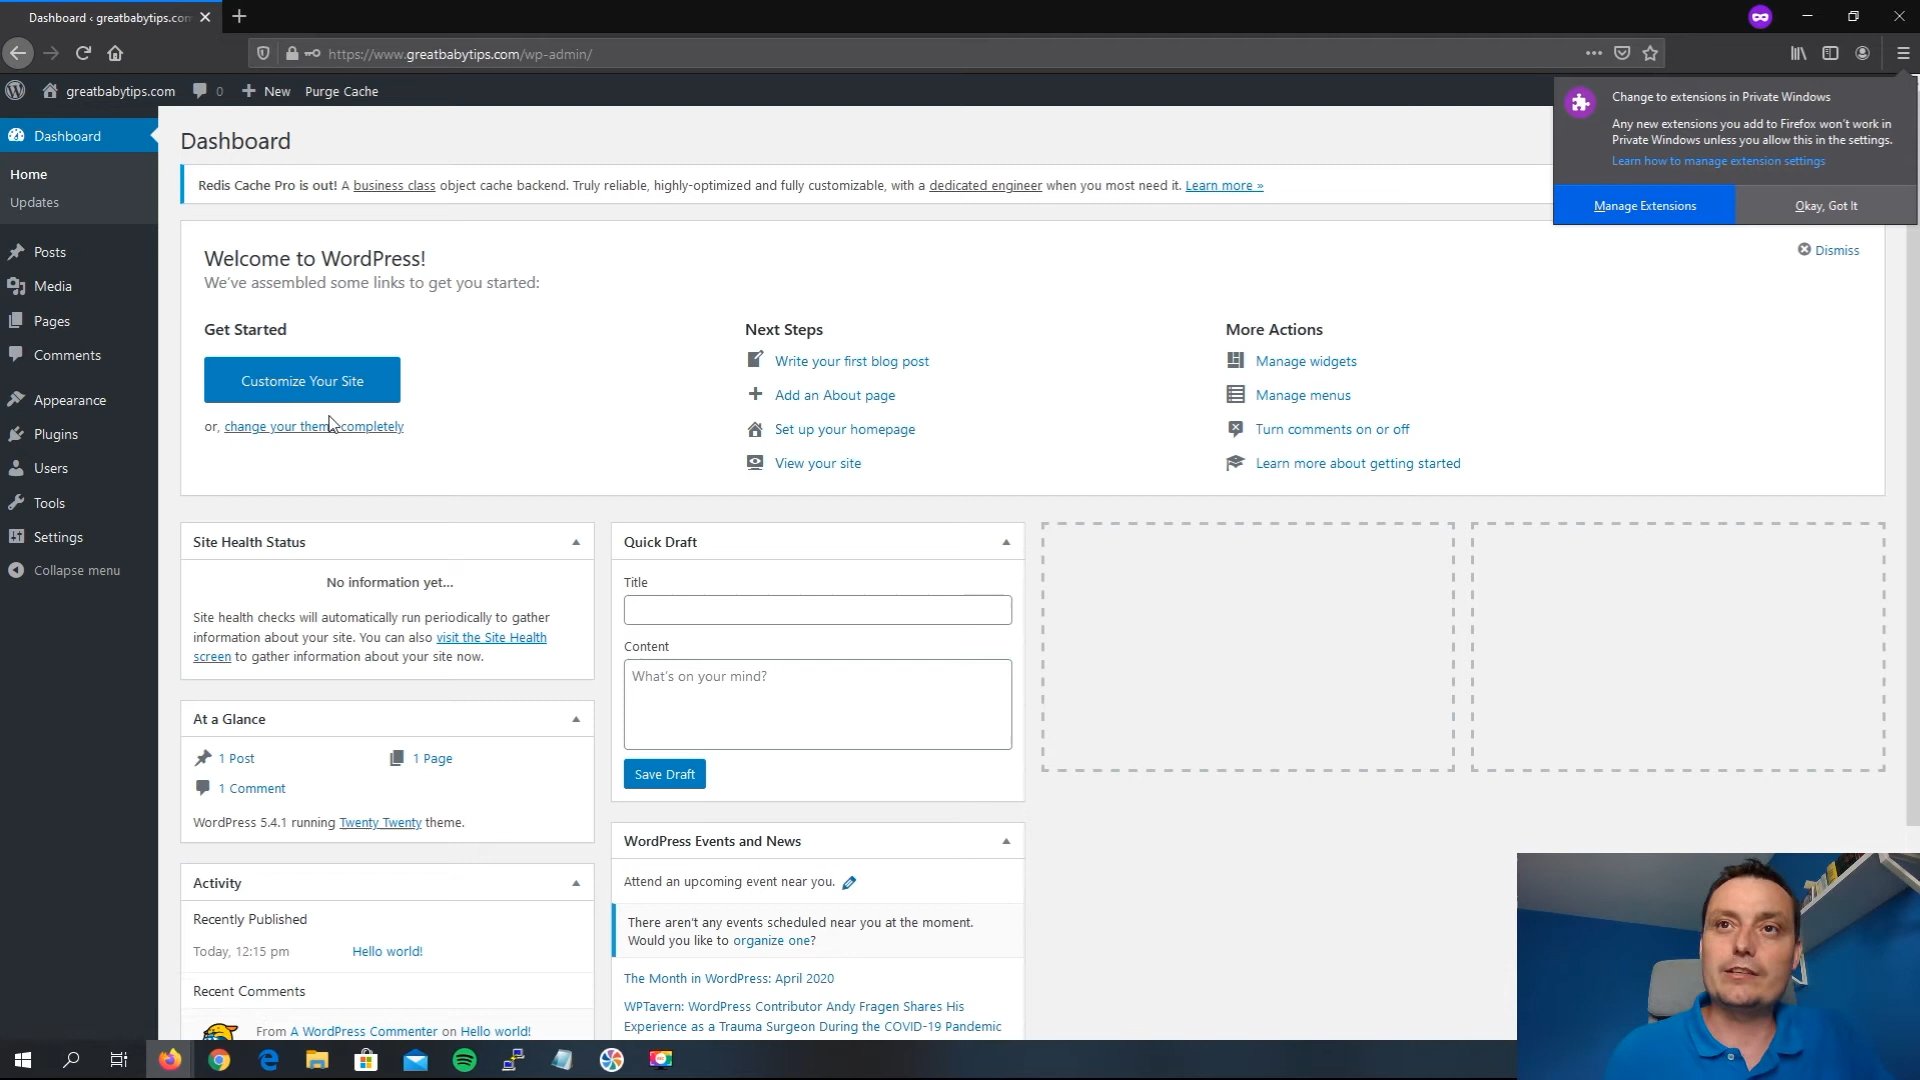 Dashboard ‹ greatbabytips.com
https://www.greatbabytips.com/wp-admin/
greatbabytips.com
0
New
Purge Cache
Change to extensions in Private Windows
Any new extensions you add to Firefox won't work in
Private Windows unless you allow this in the settings.
Learn how to manage extension settings
Manage Extensions
Okay, Got It
Dashboard
Home
Updates
Posts
Media
Pages
Comments
Appearance
Plugins
Users
Tools
Settings
Collapse menu
Dashboard
Redis Cache Pro is out! A business class object cache backend. Truly reliable, highly-optimized and fully customizable, with a dedicated engineer when you most need it. Learn more »
Dismiss
Welcome to WordPress!
We've assembled some links to get you started:
Get Started
Customize Your Site
or, change your theme completely
Next Steps
Write your first blog post
Add an About page
Set up your homepage
View your site
More Actions
Manage widgets
Manage menus
Turn comments on or off
Learn more about getting started
Site Health Status
No information yet...
Site health checks will automatically run periodically to gather
information about your site. You can also visit the Site Health
screen to gather information about your site now.
At a Glance
1 Post
1 Page
1 Comment
WordPress 5.4.1 running Twenty Twenty theme.
Activity
Recently Published
Today, 12:15 pm
Hello world!
Recent Comments
From A WordPress Commenter on Hello world!
Quick Draft
Title
Content
What's on your mind?
Save Draft
WordPress Events and News
Attend an upcoming event near you.
There aren't any events scheduled near you at the moment.
Would you like to organize one?
The Month in WordPress: April 2020
WPTavern: WordPress Contributor Andy Fragen Shares His
Experience as a Trauma Surgeon During the COVID-19 Pandemic